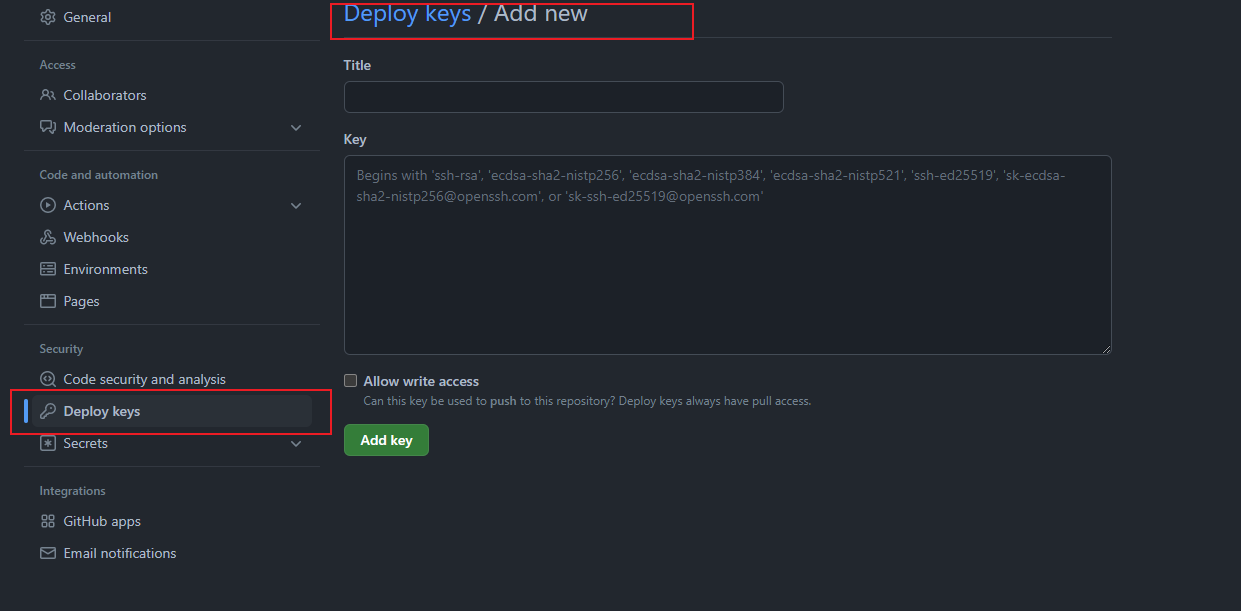 General
Access
Collaborators
Moderation options
Code and automation
Actions
Webhooks
Environments
Pages
Security
Code security and analysis
Deploy keys
Secrets
Integrations
GitHub apps
Email notifications
Deploy keys / Add new
Title
Key
Begins with 'ssh-rsa', 'ecdsa-sha2-nistp256', 'ecdsa-sha2-nistp384', 'ecdsa-sha2-nistp521', 'ssh-ed25519', 'sk-ecdsa-
sha2-nistp256@openssh.com', or 'sk-ssh-ed25519@openssh.com'
Allow write access
Can this key be used to push to this repository? Deploy keys always have pull access.
Add key